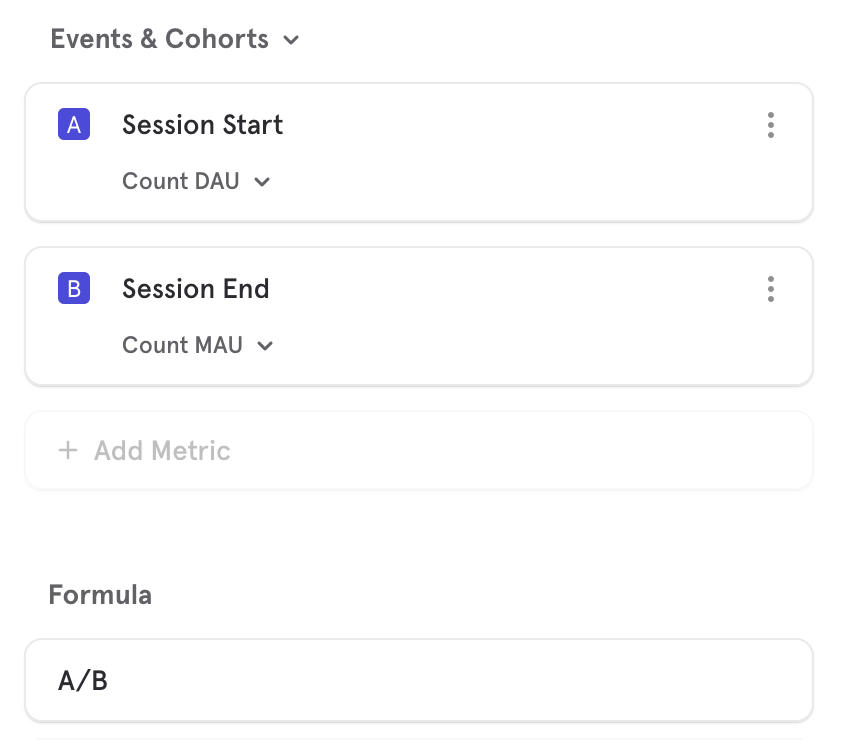 Events & Cohorts
A Session Start
Count DAU
B Session End
Count MAU
+ Add Metric
Formula
A/B